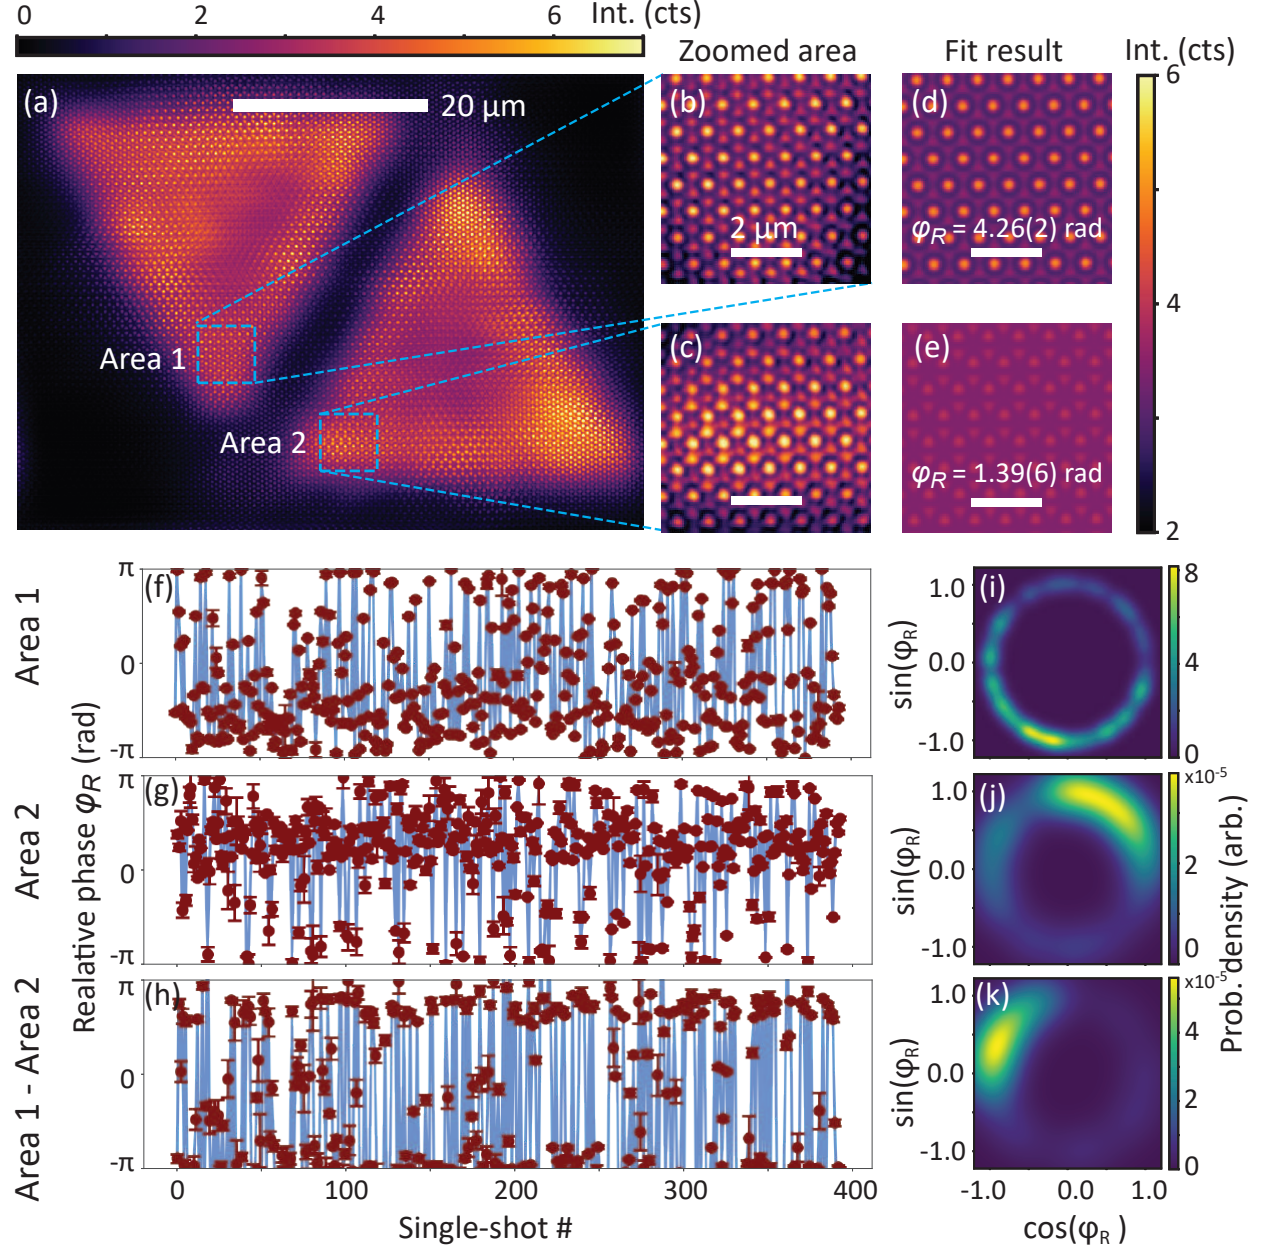 0 2 4 6 Int. (cts)
Zoomed area Fit result Int. (cts)
(a) 20 µm
Area 1
Area 2
(b)
2 µm
(d)
φR = 4.26(2) rad
(c)
(e)
φR = 1.39(6) rad
6
4
2
Area 1
Area 2
Area 1 - Area 2
Realative phase φR (rad)
π
(f)
0
-π
π
(g)
0
-π
π
(h)
0
-π
0 100 200 300 400
Single-shot #
sin(φR)
1.0
0.0
-1.0
(i)
8
4
0
sin(φR)
1.0
0.0
-1.0
(j)
x10-5
2
0
sin(φR)
1.0
0.0
-1.0
(k)
x10-5
4
2
0
Prob. density (arb.)
-1.0 0.0 1.0
cos(φR )